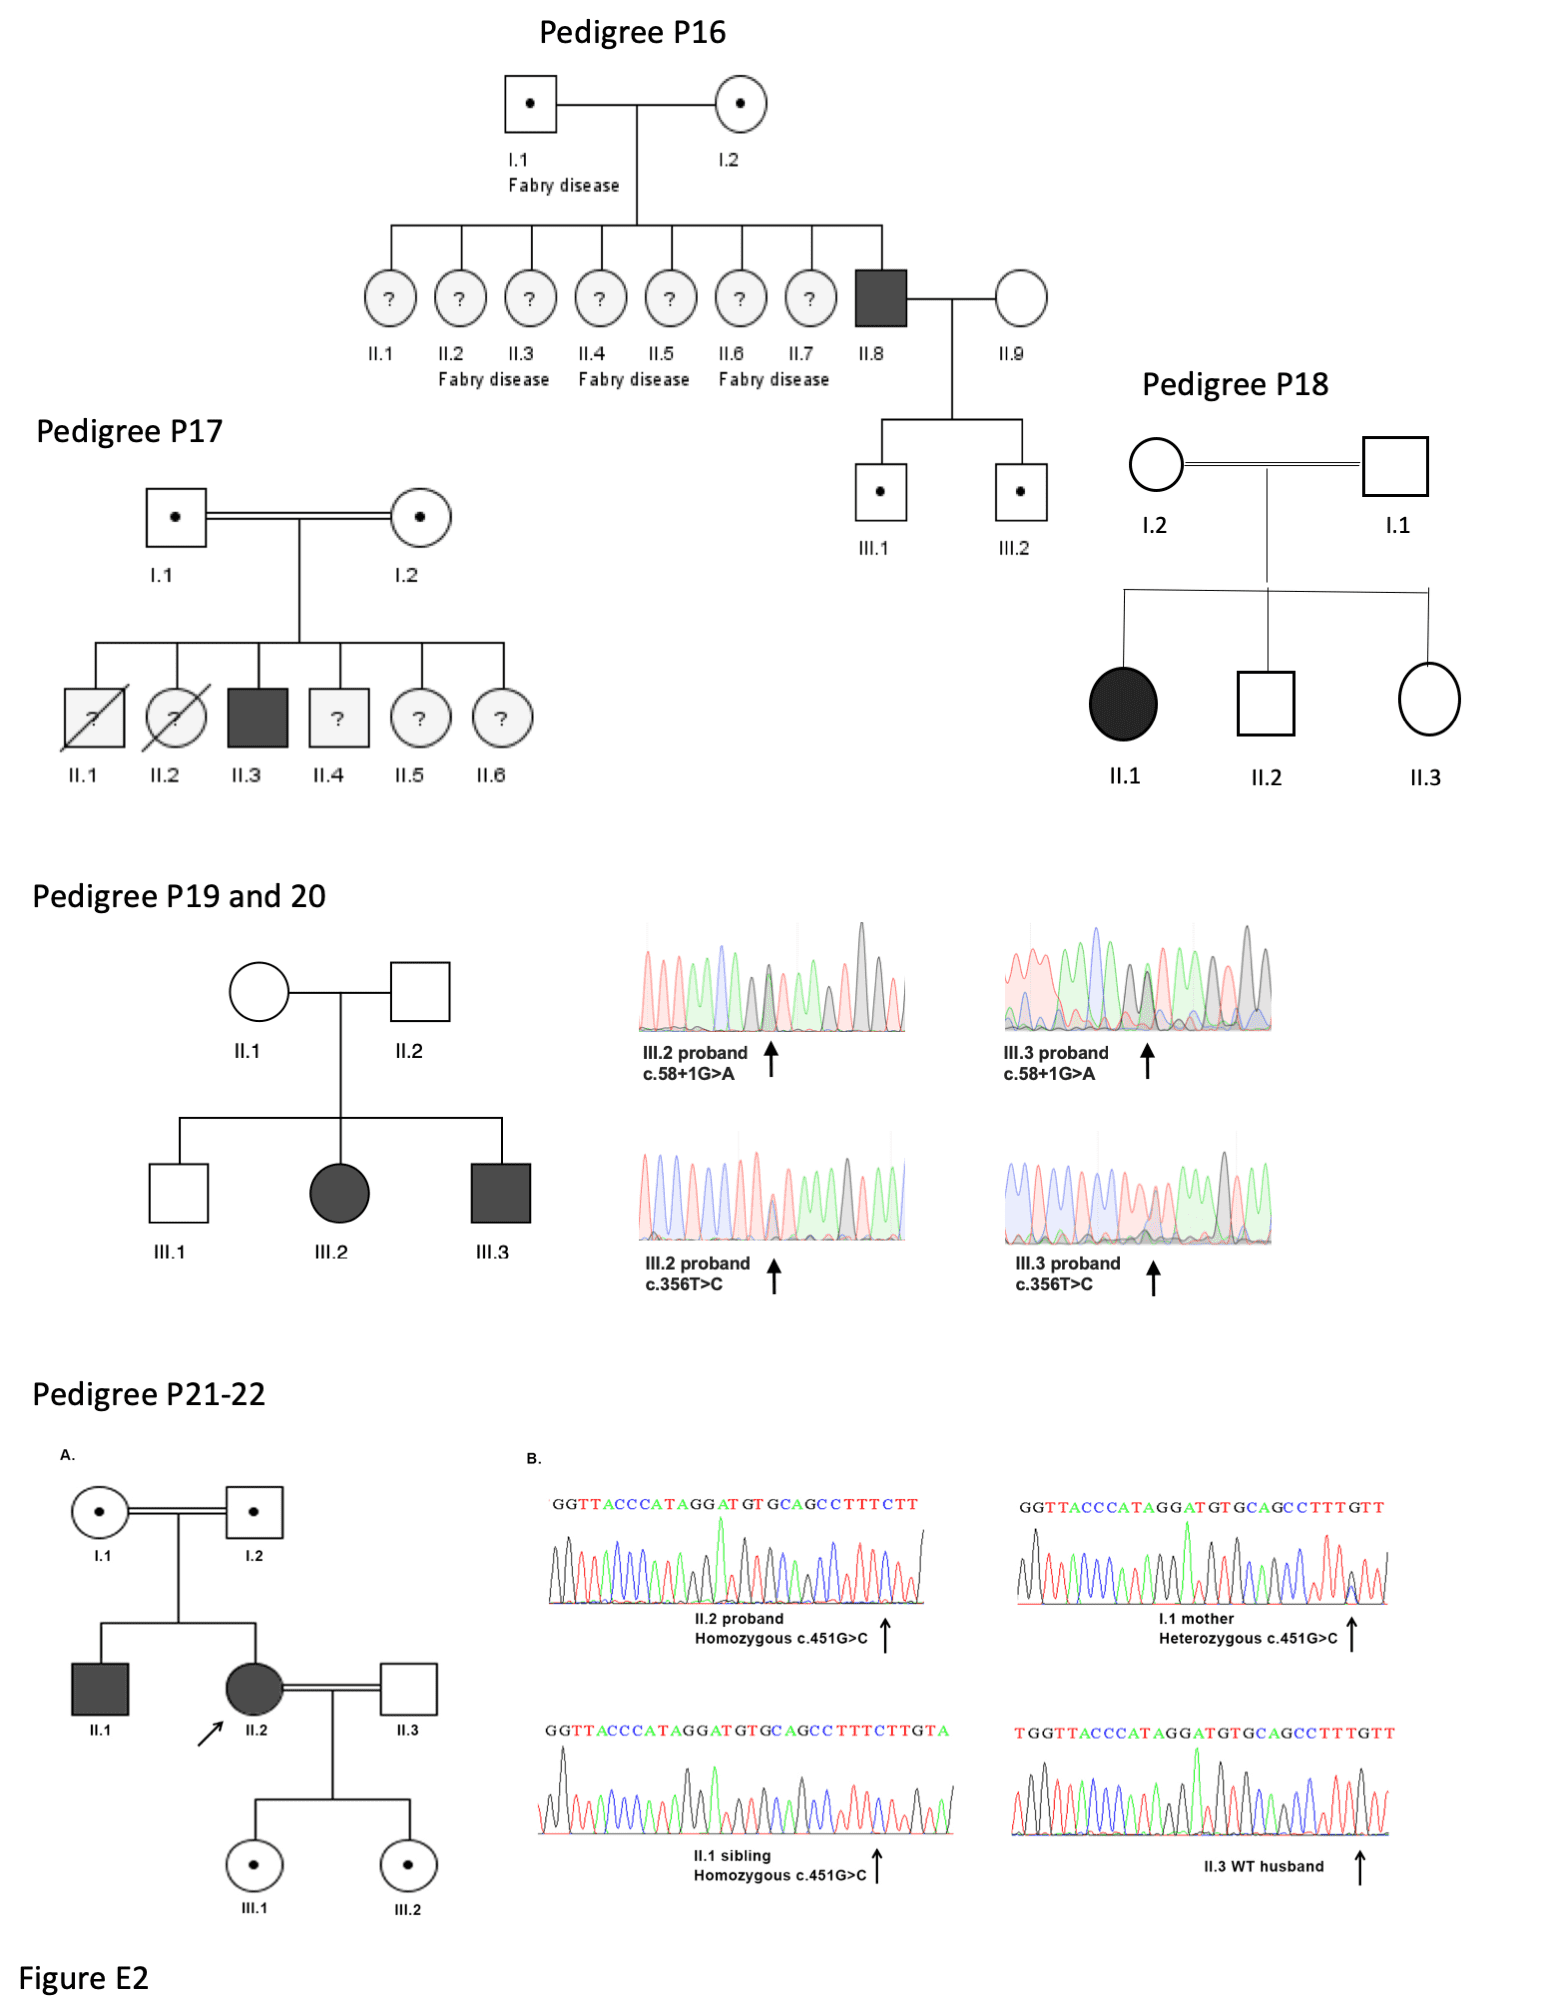 Pedigree P16
I.1
I.2
Fabry disease
? ? ? ? ? ? ?
II.1 II.2 II.3 II.4 II.5 II.6 II.7 II.8 II.9
Fabry disease Fabry disease Fabry disease
III.1 III.2
Pedigree P17
I.1 I.2
? ? ? ? ?
II.1 II.2 II.3 II.4 II.5 II.6
Pedigree P18
I.2 I.1
II.1 II.2 II.3
Pedigree P19 and 20
II.1 II.2
III.1 III.2 III.3
III.2 proband
c.58+1G>A
III.3 proband
c.58+1G>A
III.2 proband
c.356T>C
III.3 proband
c.356T>C
Pedigree P21-22
A.
I.1 I.2
II.1 II.2 II.3
III.1 III.2
B.
GGTTACCCATAGGATGTGCAGCCTTTCTT
II.2 proband
Homozygous c.451G>C
GGTTACCCATAGGATGTGCAGCCTTTGTT
I.1 mother
Heterozygous c.451G>C
GGTTACCCATAGGATGTGCAGCCTTTCTTGTA
II.1 sibling
Homozygous c.451G>C
TGGTTACCCATAGGATGTGCAGCCTTTGTT
II.3 WT husband
Figure E2